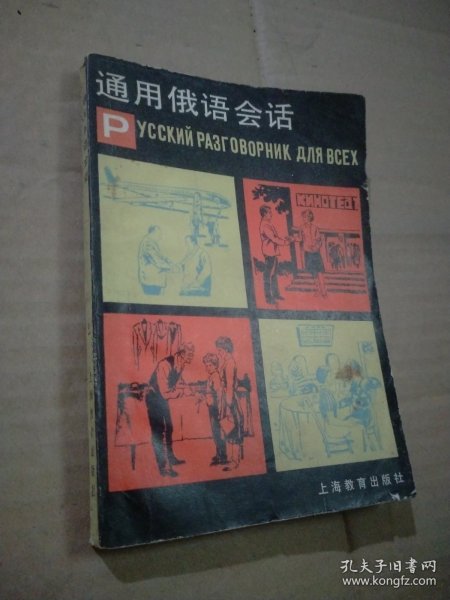 通用俄语会话
РУССКИЙ РАЗГОВОРНИК ДЛЯ ВСЕХ
КИНОТЕАТ
上海教育出版社
孔夫子旧书网
www.kongfz.com